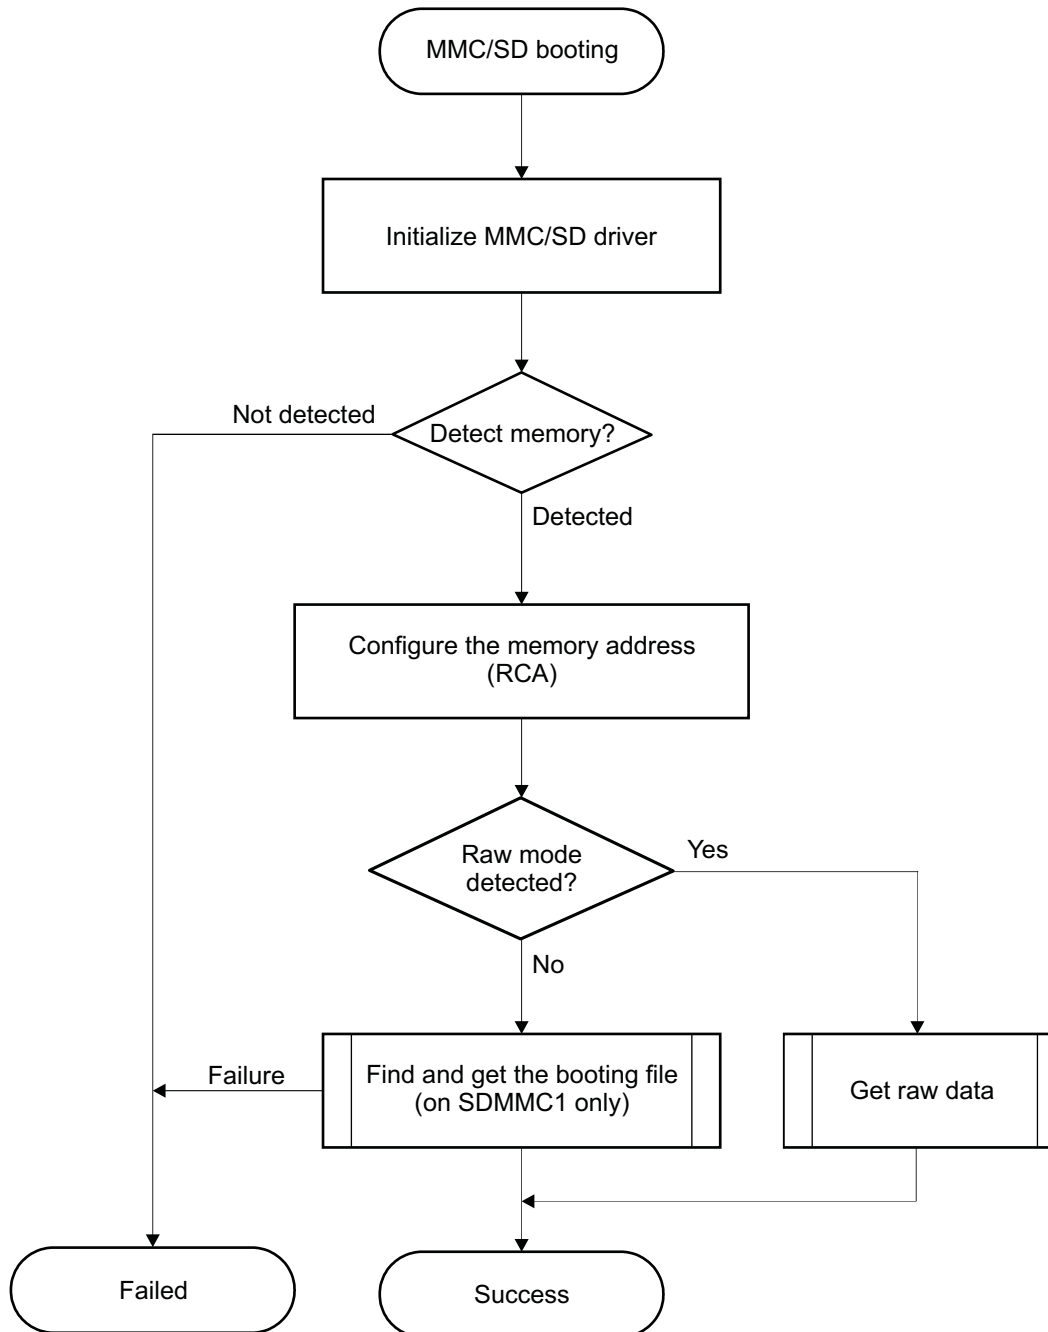 MMC/SD booting
Initialize MMC/SD driver
Not detected
Detect memory?
Detected
Configure the memory address
(RCA)
Raw mode
detected?
Yes
No
Failure
Find and get the booting file
(on SDMMC1 only)
Get raw data
Failed
Success